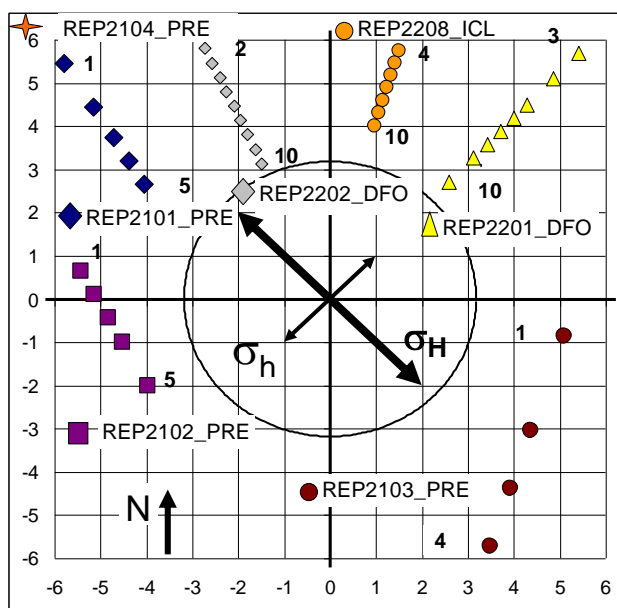 REP2104_PRE
REP2208_ICL
6
1
2
4
3
5
4
10
3
10
5
10
REP2202_DFO
2
REP2101_PRE
REP2201_DFO
1
1
0
-1
1
σh
σH
-2
5
-3
REP2102_PRE
-4
REP2103_PRE
N
-5
4
-6
-6 -5 -4 -3 -2 -1 0 1 2 3 4 5 6